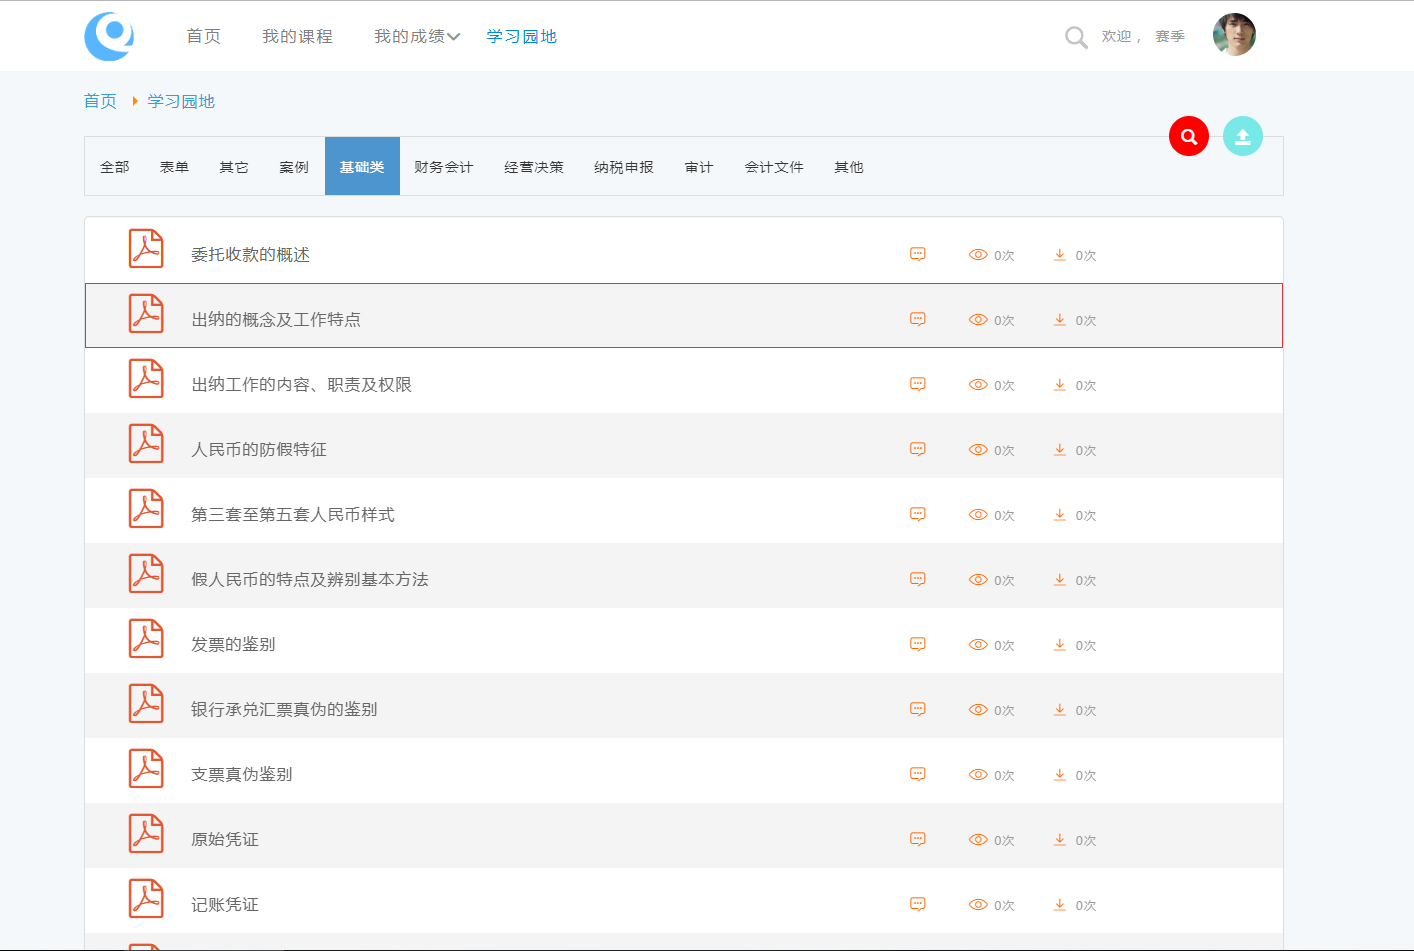 首页 我的课程 我的成绩 学习园地 欢迎， 赛季
首页 学习园地
全部 表单 其它 案例 基础类 财务会计 经营决策 纳税申报 审计 会计文件 其他
委托收款的概述 0次 0次
出纳的概念及工作特点 0次 0次
出纳工作的内容、职责及权限 0次 0次
人民币的防假特征 0次 0次
第三套至第五套人民币样式 0次 0次
假人民币的特点及辨别基本方法 0次 0次
发票的鉴别 0次 0次
银行承兑汇票真伪的鉴别 0次 0次
支票真伪鉴别 0次 0次
原始凭证 0次 0次
记账凭证 0次 0次